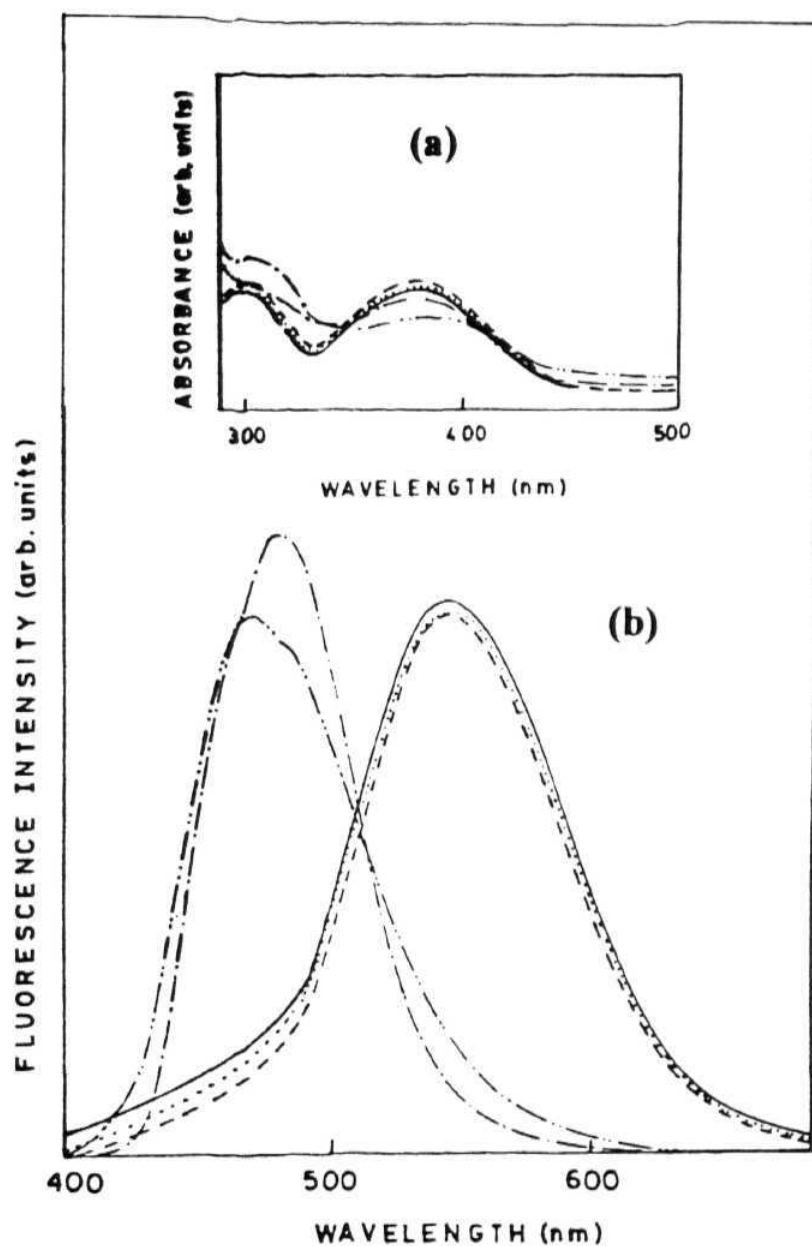 (a)
ABSORBANCE (arb. units)
300 400 500
WAVELENGTH (nm)
(b)
FLUORESCENCE INTENSITY (arb. units)
400 500 600
WAVELENGTH (nm)